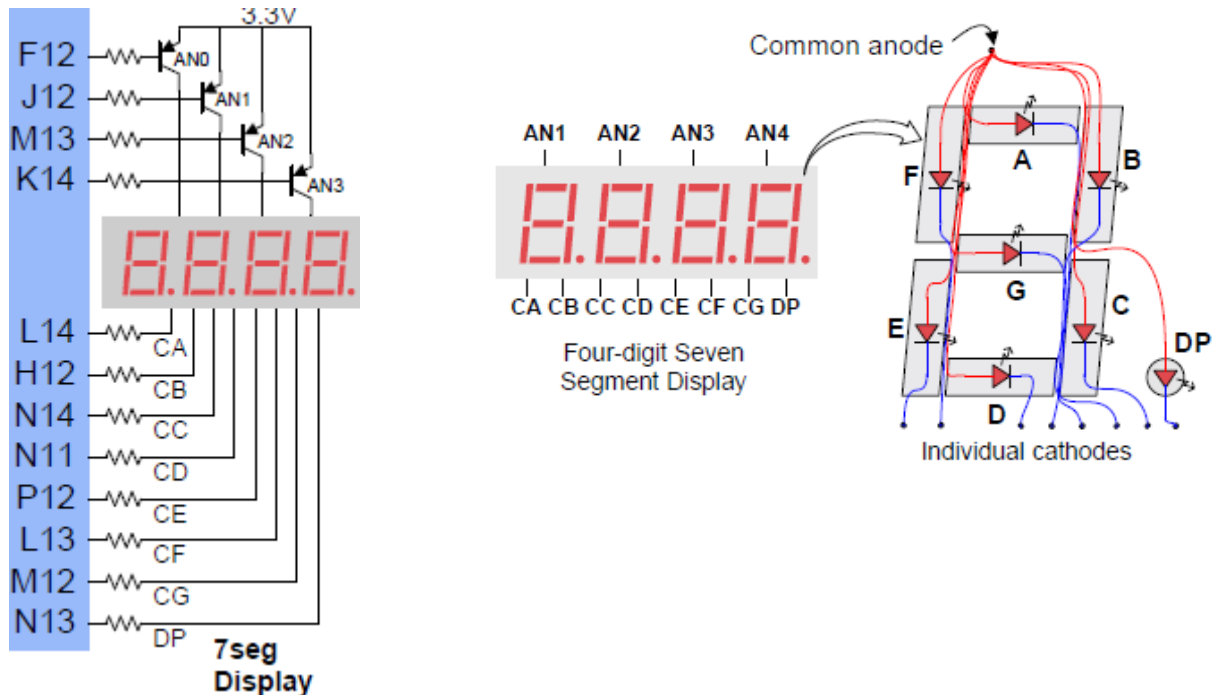 3.3V
F12
AN0
J12
AN1
M13
AN2
K14
AN3
L14
CA
H12
CB
N14
CC
N11
CD
P12
CE
L13
CF
M12
CG
N13
DP
7seg
Display
AN1 AN2 AN3 AN4
CA CB CC CD CE CF CG DP
Four-digit Seven
Segment Display
Common anode
A
F
B
G
E
C
DP
D
Individual cathodes